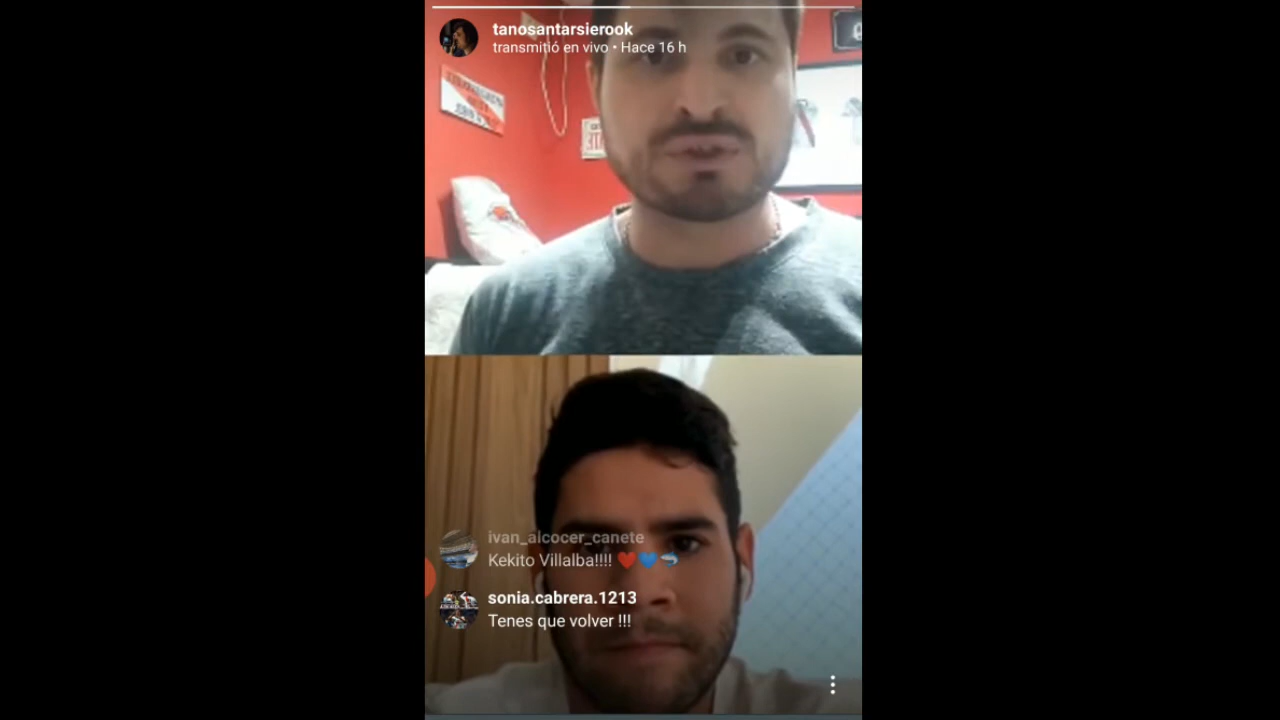 tanosantarsierook
transmitió en vivo • Hace 16 h
ivan_alcocer_canete
Kekito Villalba!!!! ❤️💙🦈
sonia.cabrera.1213
Tenes que volver !!!